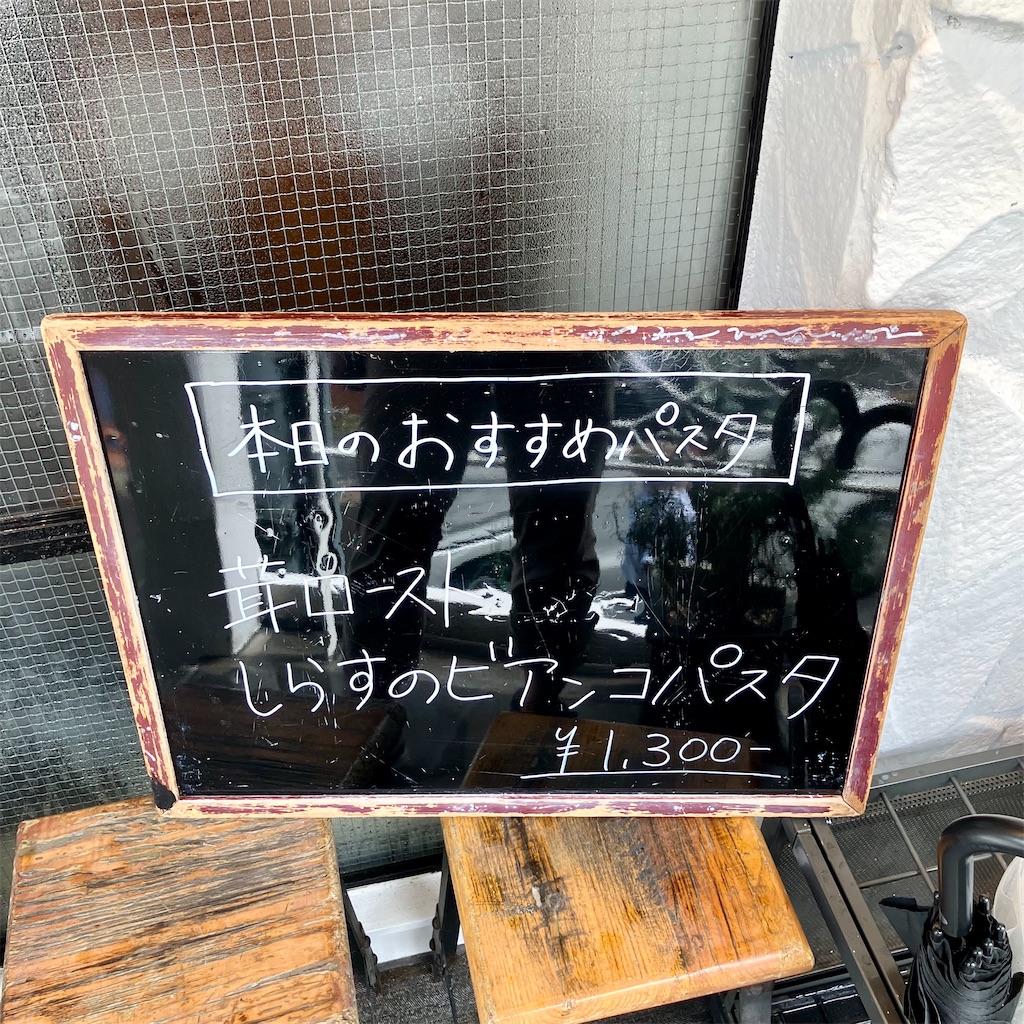 本日のおすすめパスタ
茸ロースト
しらすのビアンコパスタ
¥1,300-